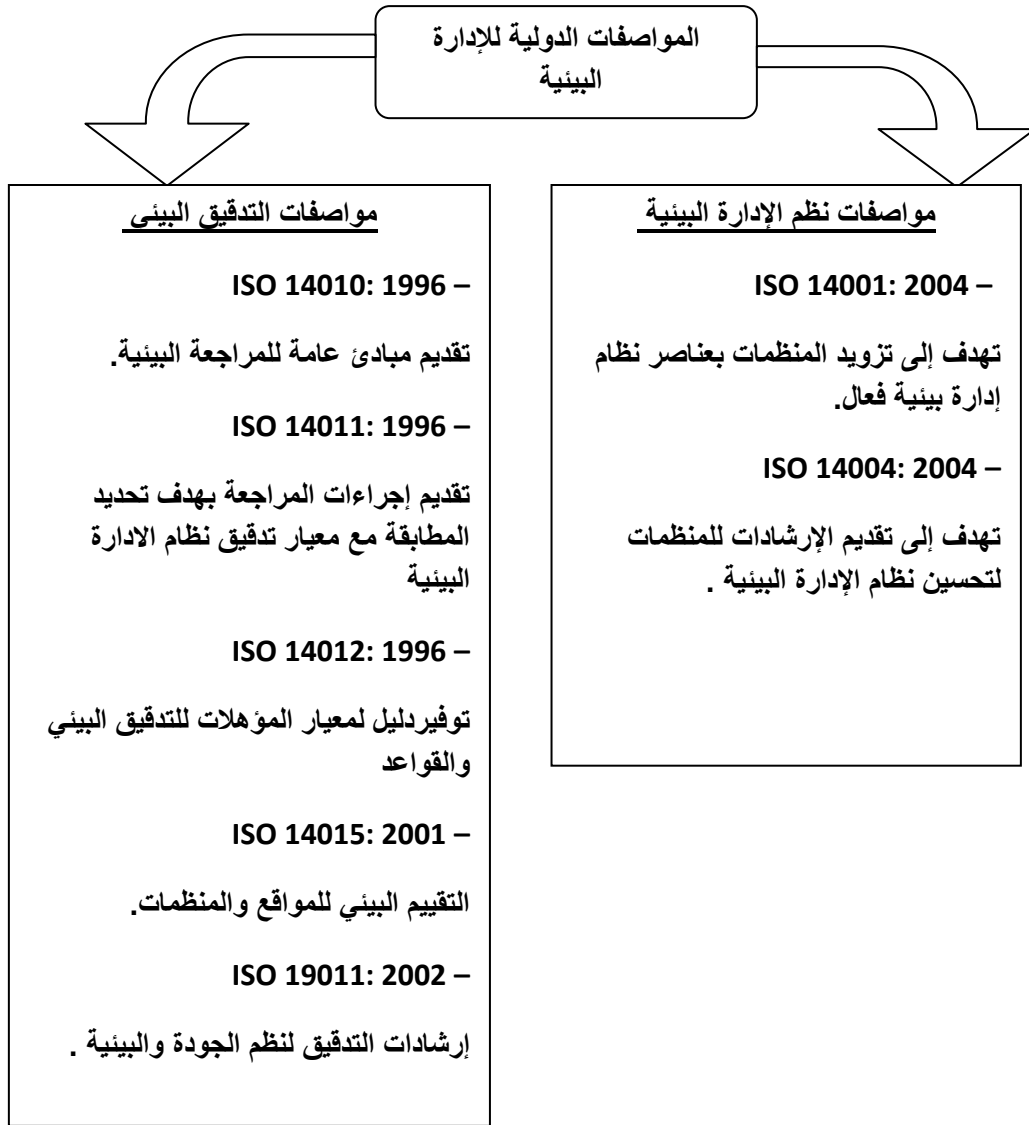 المواصفات الدولية للإدارة
البيئية
مواصفات نظم الإدارة البيئية
ISO 14001: 2004 –
تهدف إلى تزويد المنظمات بعناصر نظام
إدارة بيئية فعال.
ISO 14004: 2004 –
تهدف إلى تقديم الإرشادات للمنظمات
لتحسين نظام الإدارة البيئية .
مواصفات التدقيق البيئي
ISO 14010: 1996 –
تقديم مبادئ عامة للمراجعة البيئية.
ISO 14011: 1996 –
تقديم إجراءات المراجعة بهدف تحديد
المطابقة مع معيار تدقيق نظام الادارة
البيئية
ISO 14012: 1996 –
توفيردليل لمعيار المؤهلات للتدقيق البيئي
والقواعد
ISO 14015: 2001 –
التقييم البيئي للمواقع والمنظمات.
ISO 19011: 2002 –
إرشادات التدقيق لنظم الجودة والبيئية .